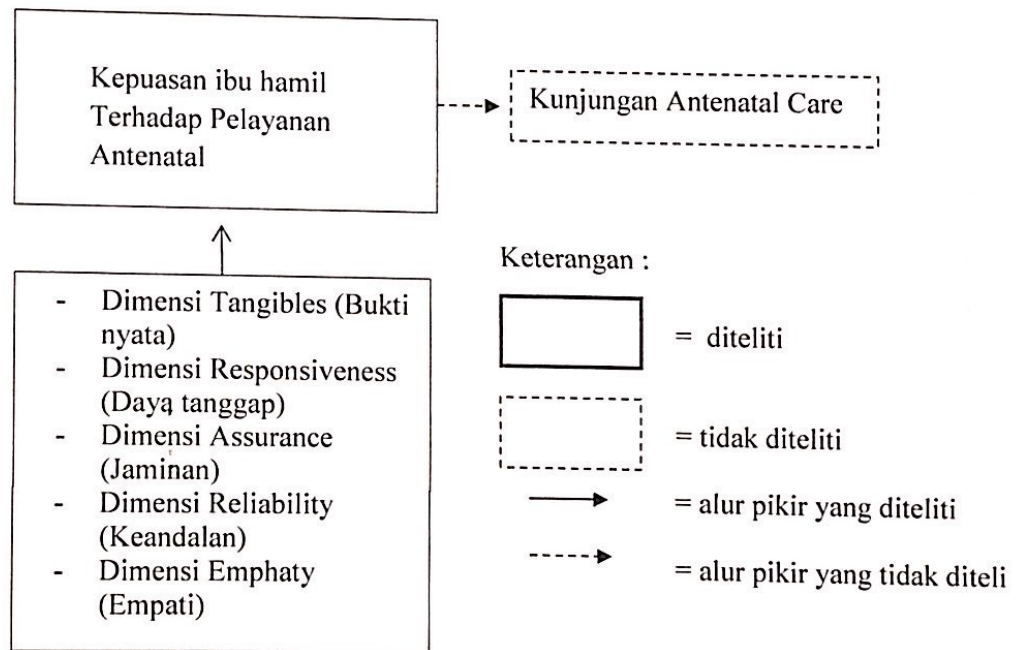 Kepuasan ibu hamil
Terhadap Pelayanan
Antenatal
Kunjungan Antenatal Care
- Dimensi Tangibles (Bukti
nyata)
- Dimensi Responsiveness
(Daya tanggap)
- Dimensi Assurance
(Jaminan)
- Dimensi Reliability
(Keandalan)
- Dimensi Emphaty
(Empati)
Keterangan :
= diteliti
= tidak diteliti
= alur pikir yang diteliti
= alur pikir yang tidak diteli